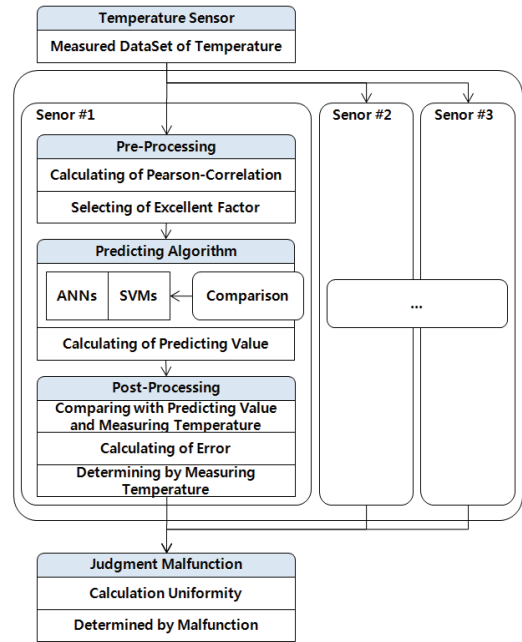 Temperature Sensor
Measured DataSet of Temperature
Senor #1
Senor #2
Senor #3
Pre-Processing
Calculating of Pearson-Correlation
Selecting of Excellent Factor
Predicting Algorithm
ANNs
SVMs
Comparison
...
Calculating of Predicting Value
Post-Processing
Comparing with Predicting Value
and Measuring Temperature
Calculating of Error
Determining by Measuring
Temperature
Judgment Malfunction
Calculation Uniformity
Determined by Malfunction